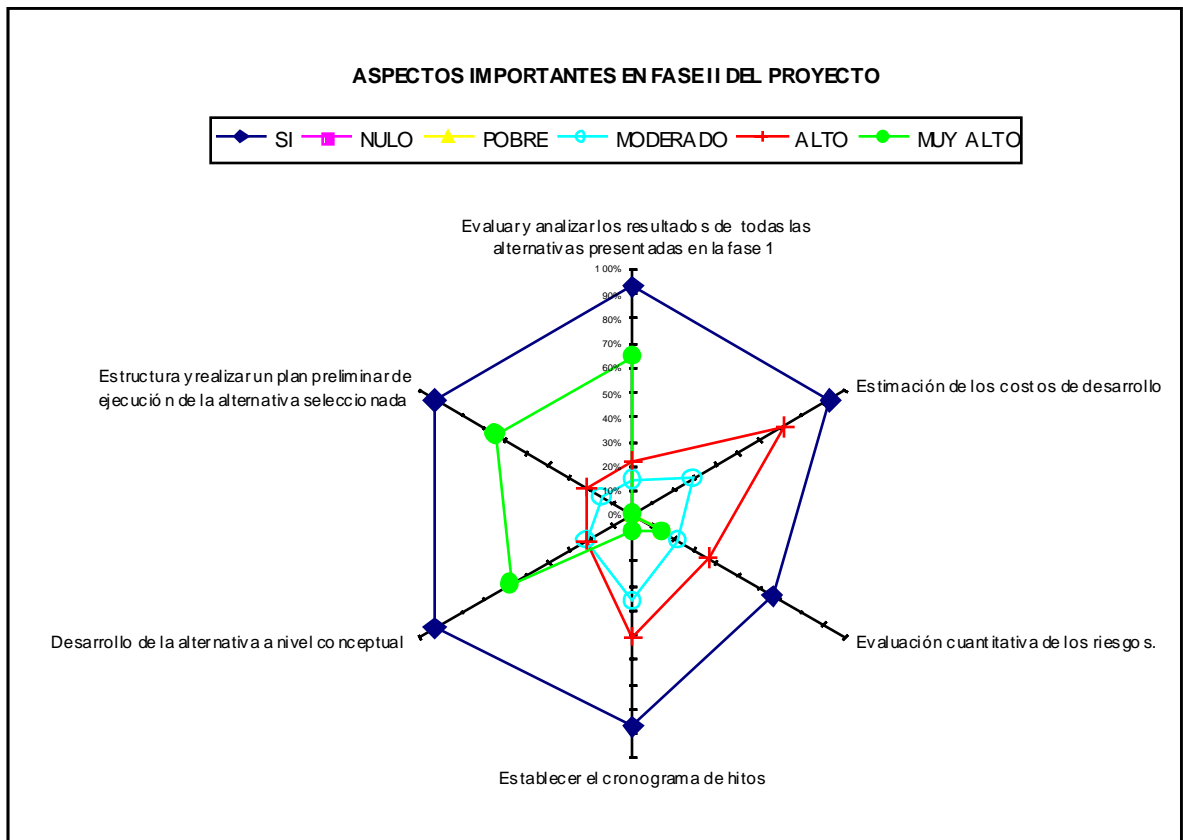 ASPECTOS IMPORTANTES EN FASE II DEL PROYECTO
SI NULO POBRE MODERADO ALTO MUY ALTO
Evaluar y analizar los resultados de todas las
alternativas presentadas en la fase 1
100%
90%
80%
70%
60%
50%
40%
30%
20%
10%
0%
Estructura y realizar un plan preliminar de
ejecución de la alternativa seleccionada
Estimación de los costos de desarrollo
Desarrollo de la alternativa a nivel conceptual
Evaluación cuantitativa de los riesgos.
Establecer el cronograma de hitos